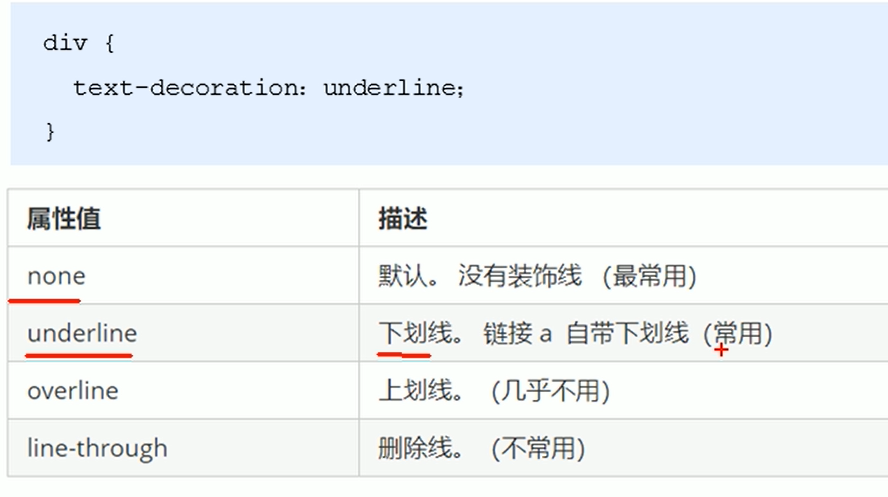 div {
text-decoration：underline；
}
属性值 描述
none 默认。 没有装饰线 （最常用)
underline 下划线。 链接 a 自带下划线 （常用)
overline 上划线。 （几乎不用)
line-through 删除线。 （不常用)